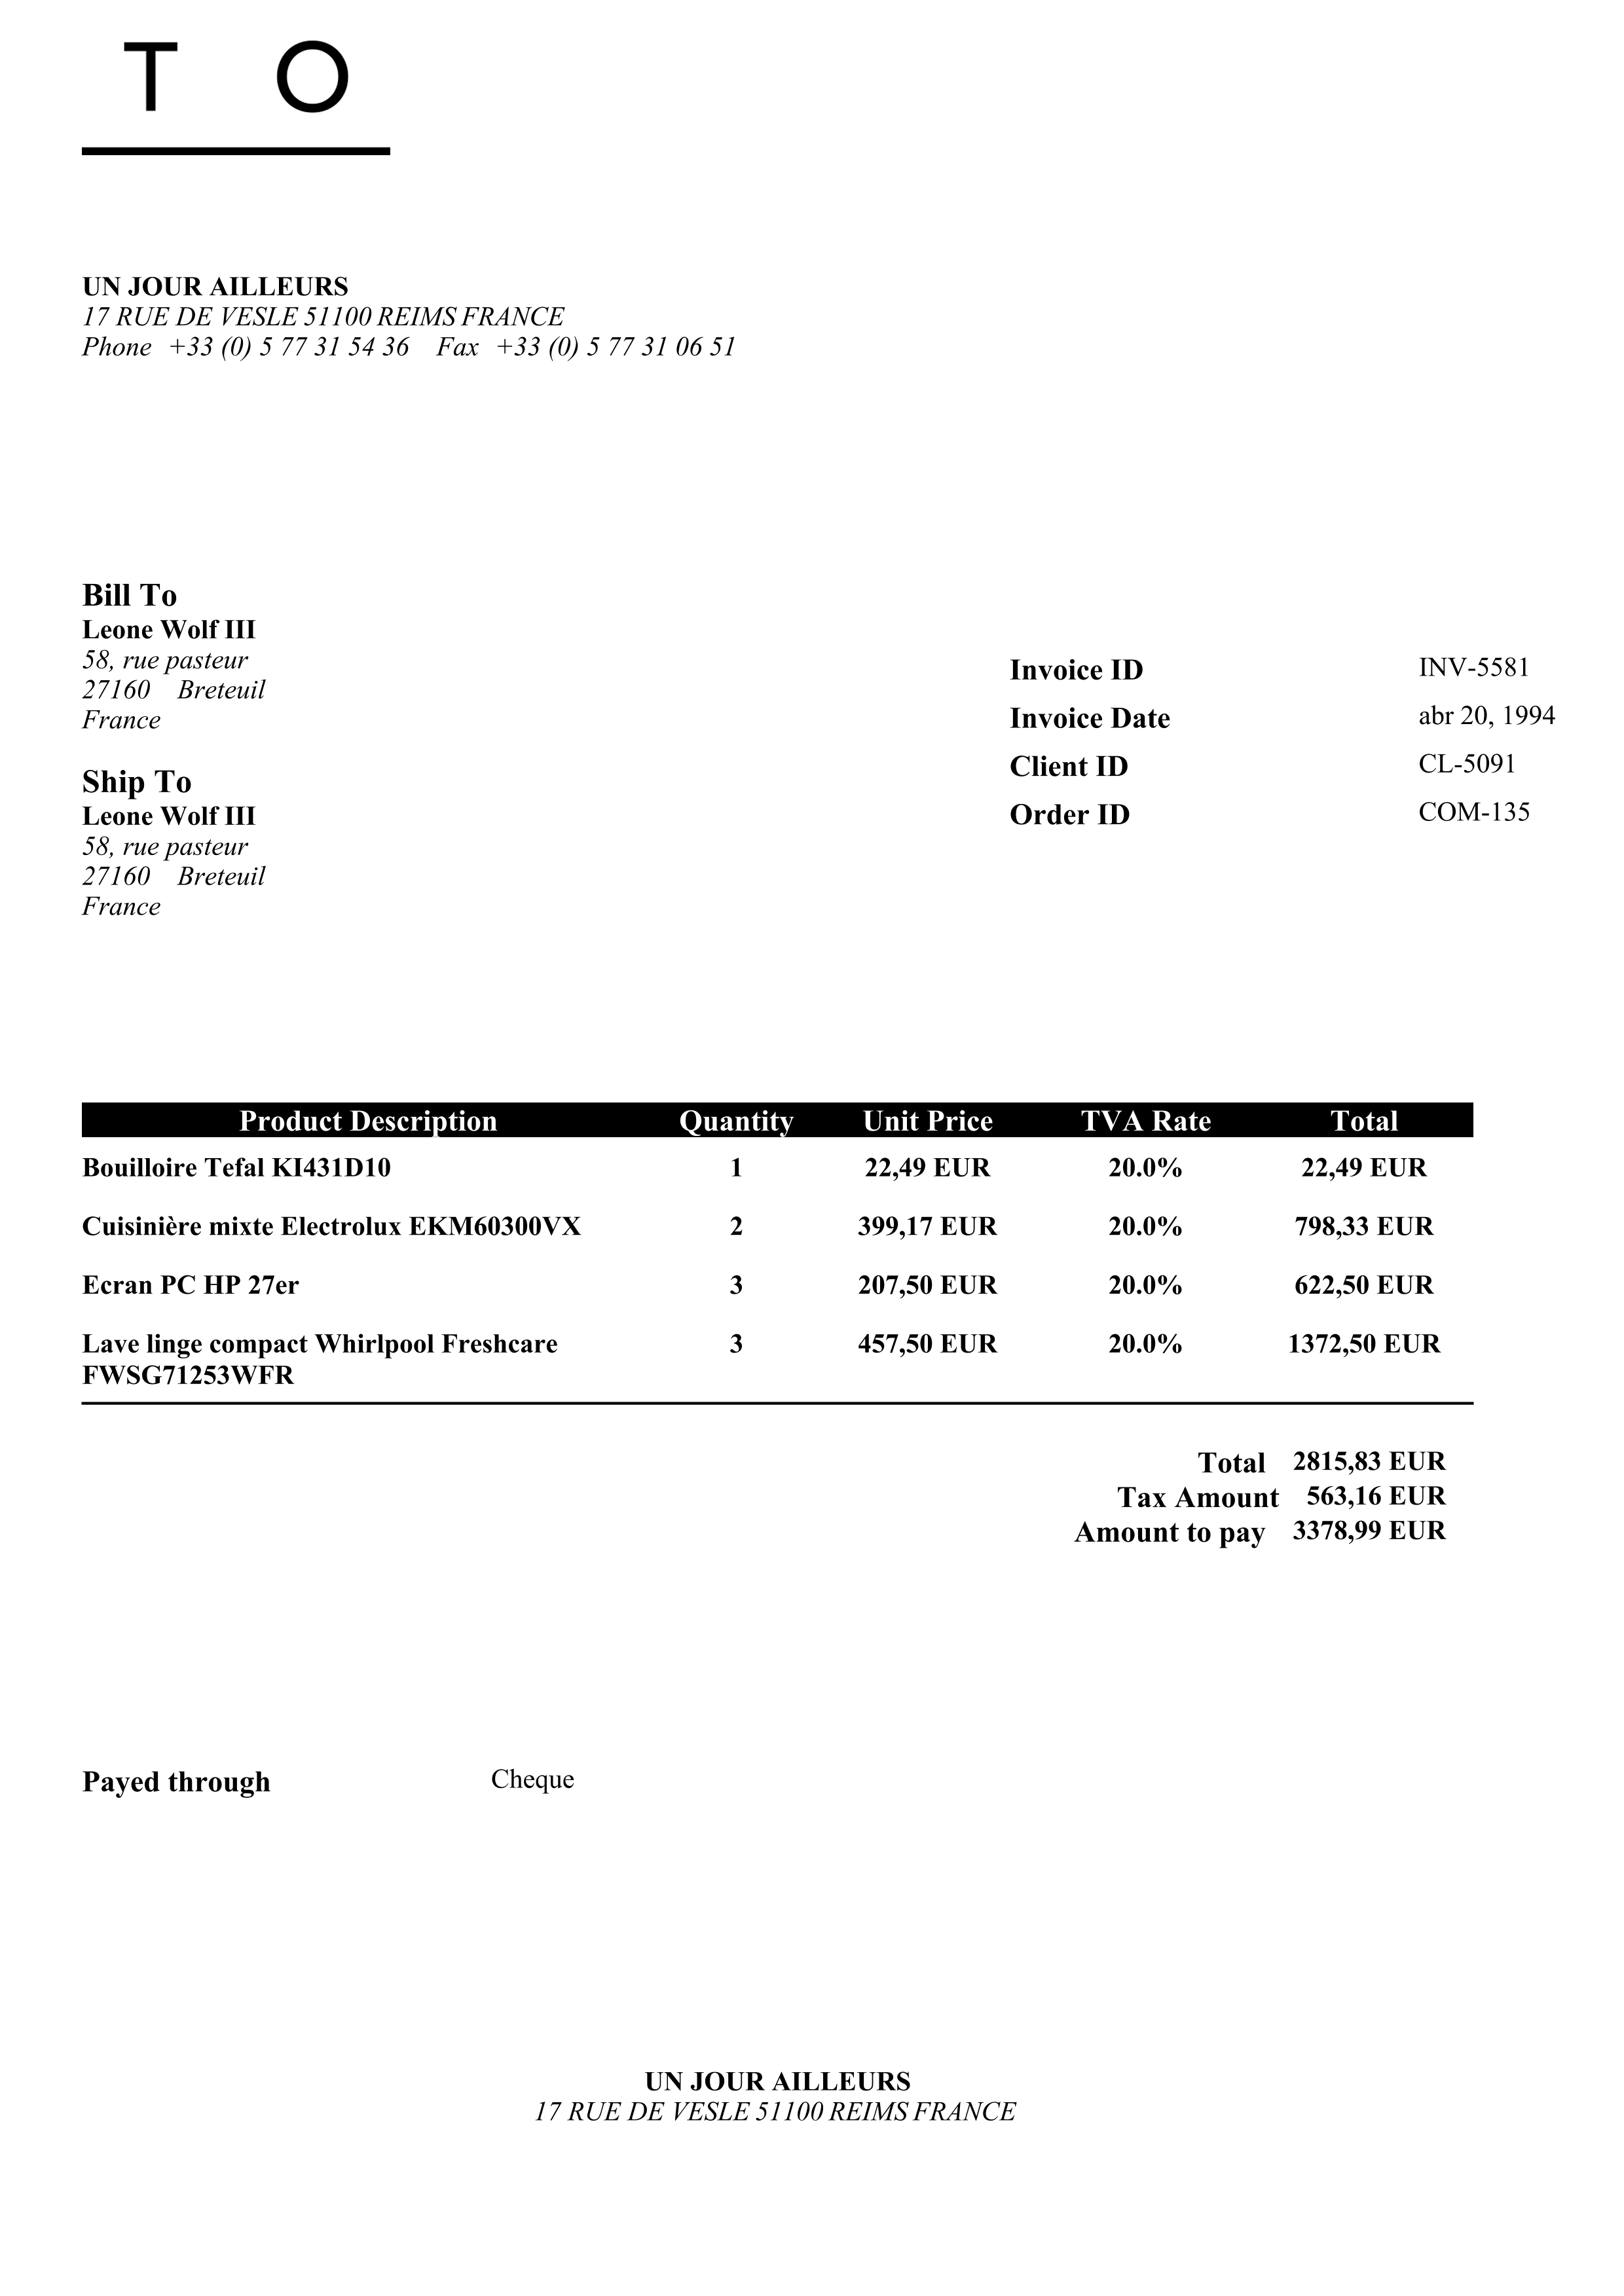 T O
UN JOUR AILLEURS
17 RUE DE VESLE 51100 REIMS FRANCE
Phone +33 (0) 5 77 31 54 36 Fax +33 (0) 5 77 31 06 51
Bill To
Leone Wolf III
58, rue pasteur
27160 Breteuil
France
Ship To
Leone Wolf III
58, rue pasteur
27160 Breteuil
France
Invoice ID INV-5581
Invoice Date abr 20, 1994
Client ID CL-5091
Order ID COM-135
Product Description Quantity Unit Price TVA Rate Total
Bouilloire Tefal KI431D10 1 22,49 EUR 20.0% 22,49 EUR
Cuisinière mixte Electrolux EKM60300VX 2 399,17 EUR 20.0% 798,33 EUR
Ecran PC HP 27er 3 207,50 EUR 20.0% 622,50 EUR
Lave linge compact Whirlpool Freshcare 3 457,50 EUR 20.0% 1372,50 EUR
FWSG71253WFR
Total 2815,83 EUR
Tax Amount 563,16 EUR
Amount to pay 3378,99 EUR
Payed through Cheque
UN JOUR AILLEURS
17 RUE DE VESLE 51100 REIMS FRANCE